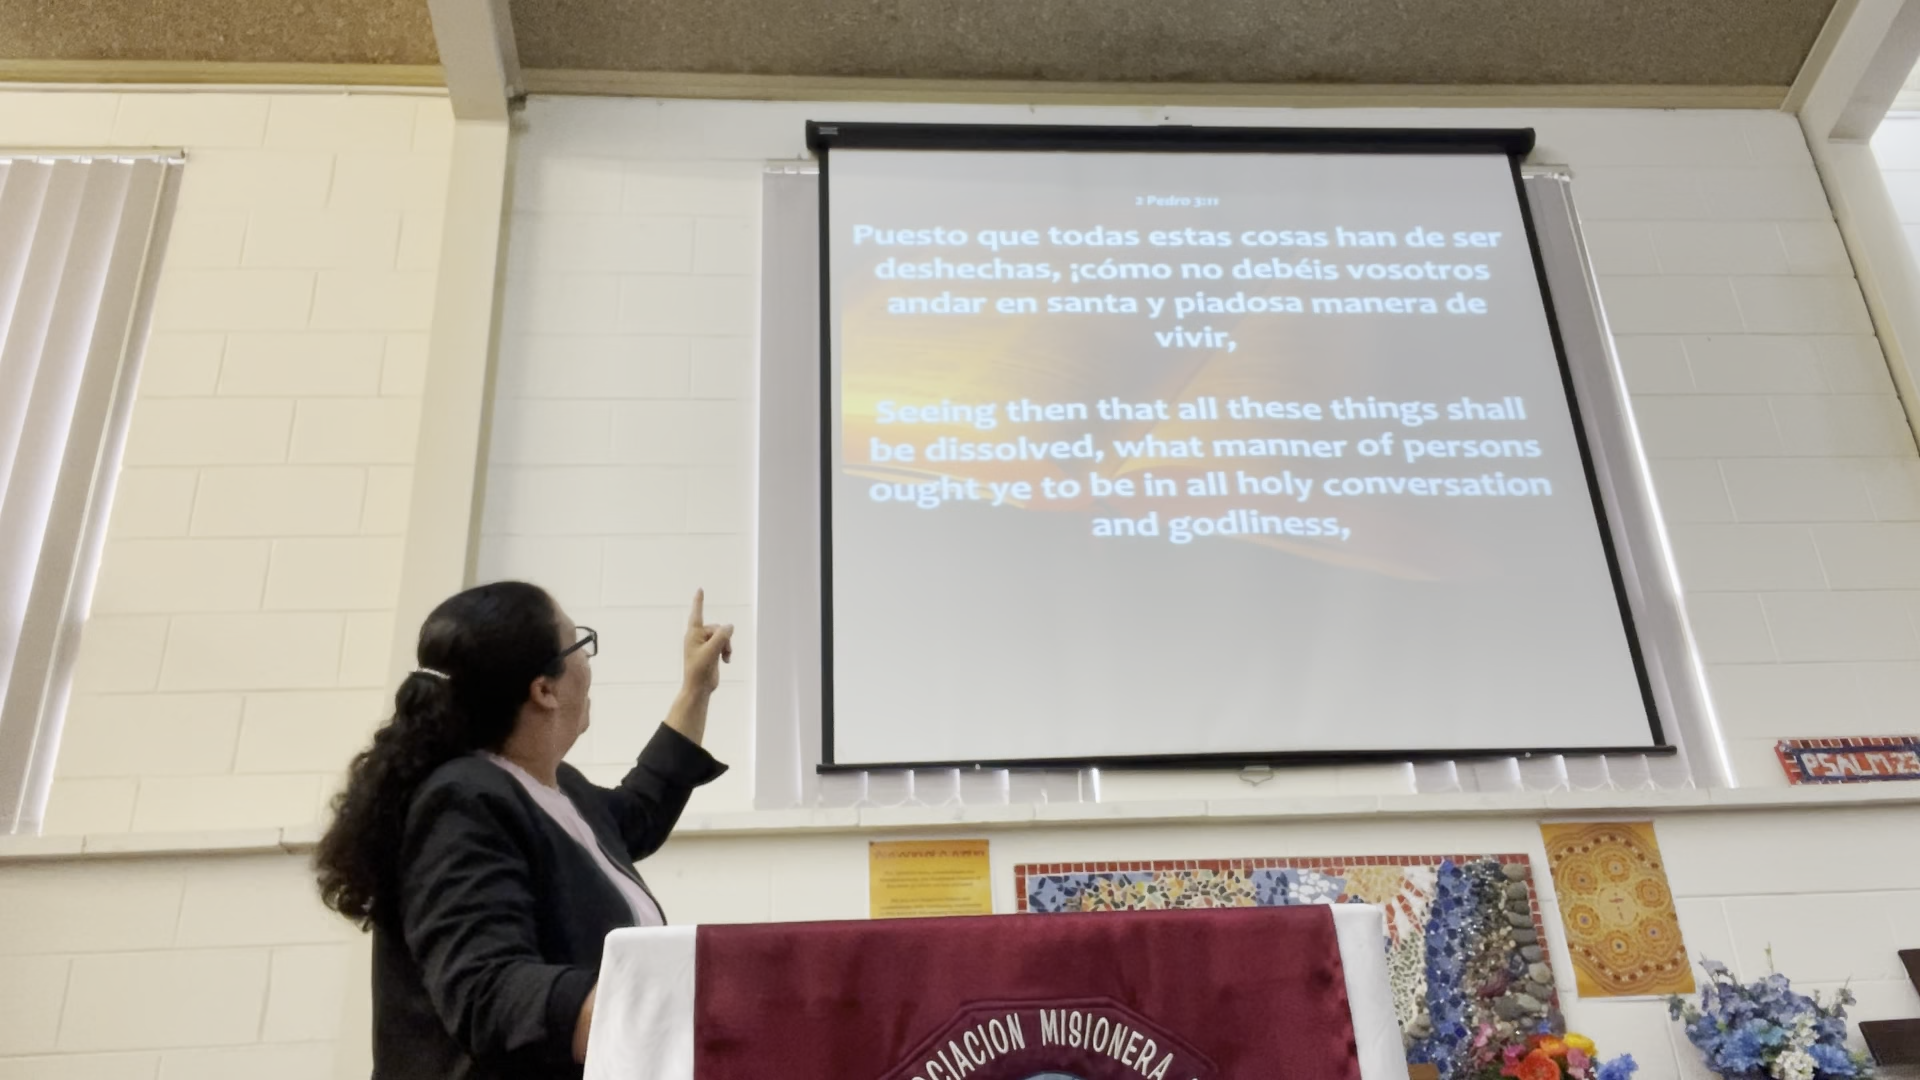 2 Pedro 3:11
Puesto que todas estas cosas han de ser
deshechas, ¡cómo no debéis vosotros
andar en santa y piadosa manera de
vivir,
Seeing then that all these things shall
be dissolved, what manner of persons
ought ye to be in all holy conversation
and godliness,
PSALM 23
CIACION MISIONERA